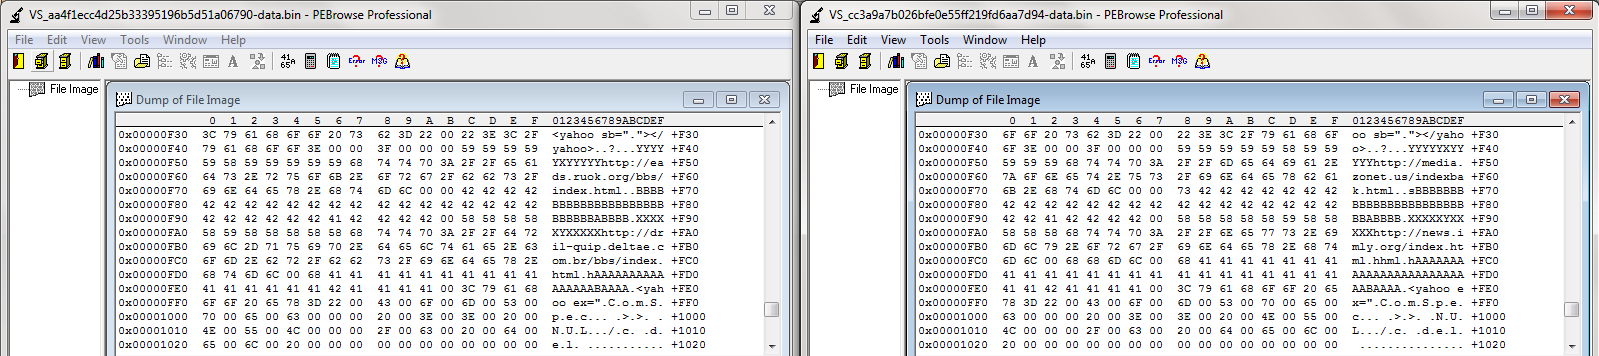 VS_aa4f1ecc4d25b33395196b5d51a06790-data.bin - PEBrowse Professional
File Edit View Tools Window Help
41 65A Error M3G
File Image
Dump of File Image
0 1 2 3 4 5 6 7 8 9 A B C D E F 0123456789ABCDEF
0x00000F30 3C 79 61 68 6F 6F 20 73 62 3D 22 00 22 3E 3C 2F <yahoo sb="."></ +F30
0x00000F40 79 61 68 6F 6F 3E 00 00 3F 00 00 00 59 59 59 59 yahoo>..?...YYYY +F40
0x00000F50 59 58 59 59 59 59 59 68 74 74 70 3A 2F 2F 65 61 YXYYYYYhttp://ea +F50
0x00000F60 64 73 2E 72 75 6F 6B 2E 6F 72 67 2F 62 62 73 2F ds.ruok.org/bbs/ +F60
0x00000F70 69 6E 64 65 78 2E 68 74 6D 6C 00 00 42 42 42 42 index.html..BBBB +F70
0x00000F80 42 42 42 42 42 42 42 42 42 42 42 42 42 42 42 42 BBBBBBBBBBBBBBBB +F80
0x00000F90 42 42 42 42 42 42 41 42 42 42 42 00 58 58 58 58 BBBBBBABBBB.XXXX +F90
0x00000FA0 58 59 58 58 58 58 58 68 74 74 70 3A 2F 2F 64 72 XYXXXXXhttp://dr +FA0
0x00000FB0 69 6C 2D 71 75 69 70 2E 64 65 6C 74 61 65 2E 63 il-quip.deltae.c +FB0
0x00000FC0 6F 6D 2E 62 72 2F 62 62 73 2F 69 6E 64 65 78 2E om.br/bbs/index. +FC0
0x00000FD0 68 74 6D 6C 00 68 41 41 41 41 41 41 41 41 41 41 html.hAAAAAAAAAA +FD0
0x00000FE0 41 41 41 41 41 41 42 41 41 41 41 00 3C 79 61 68 AAAAAABAAAA.<yah +FE0
0x00000FF0 6F 6F 20 65 78 3D 22 00 43 00 6F 00 6D 00 53 00 oo ex=".C.o.m.S. +FF0
0x00001000 70 00 65 00 63 00 00 00 20 00 3E 00 3E 00 20 00 p.e.c... .>.>. . +1000
0x00001010 4E 00 55 00 4C 00 00 00 2F 00 63 00 20 00 64 00 N.U.L.../.c. .d. +1010
0x00001020 65 00 6C 00 20 00 00 00 00 00 00 00 00 00 00 00 e.l. ........... +1020
VS_cc3a9a7b026bfe0e55ff219fd6aa7d94-data.bin - PEBrowse Professional
File Edit View Tools Window Help
41 65A Error M3G
File Image
Dump of File Image
0 1 2 3 4 5 6 7 8 9 A B C D E F 0123456789ABCDEF
0x00000F30 6F 6F 20 73 62 3D 22 00 22 3E 3C 2F 79 61 68 6F oo sb="."></yaho +F30
0x00000F40 6F 3E 00 00 3F 00 00 00 59 59 59 59 59 58 59 59 o>..?...YYYYYXYY +F40
0x00000F50 59 59 59 68 74 74 70 3A 2F 2F 6D 65 64 69 61 2E YYYhttp://media. +F50
0x00000F60 7A 6F 6E 65 74 2E 75 73 2F 69 6E 64 65 78 62 61 zonet.us/indexba +F60
0x00000F70 6B 2E 68 74 6D 6C 00 00 73 42 42 42 42 42 42 42 k.html..sBBBBBBB +F70
0x00000F80 42 42 42 42 42 42 42 42 42 42 42 42 42 42 42 42 BBBBBBBBBBBBBBBB +F80
0x00000F90 42 42 41 42 42 42 42 00 58 58 58 58 58 59 58 58 BBABBBB.XXXXXYXX +F90
0x00000FA0 58 58 58 68 74 74 70 3A 2F 2F 6E 65 77 73 2E 69 XXXhttp://news.i +FA0
0x00000FB0 6D 6C 79 2E 6F 72 67 2F 69 6E 64 65 78 2E 68 74 mly.org/index.ht +FB0
0x00000FC0 6D 6C 00 68 68 6D 6C 00 68 41 41 41 41 41 41 41 ml.hhml.hAAAAAAA +FC0
0x00000FD0 41 41 41 41 41 41 41 41 41 41 41 41 41 41 41 41 AAAAAAAAAAAAAAAA +FD0
0x00000FE0 41 41 42 41 41 41 41 00 3C 79 61 68 6F 6F 20 65 AABAAAA.<yahoo e +FE0
0x00000FF0 78 3D 22 00 43 00 6F 00 6D 00 53 00 70 00 65 00 x=".C.o.m.S.p.e. +FF0
0x00001000 63 00 00 00 20 00 3E 00 3E 00 20 00 4E 00 55 00 c... .>.>. .N.U. +1000
0x00001010 4C 00 00 00 2F 00 63 00 20 00 64 00 65 00 6C 00 L.../.c. .d.e.l. +1010
0x00001020 20 00 00 00 00 00 00 00 00 00 00 00 00 00 00 00 ............... +1020